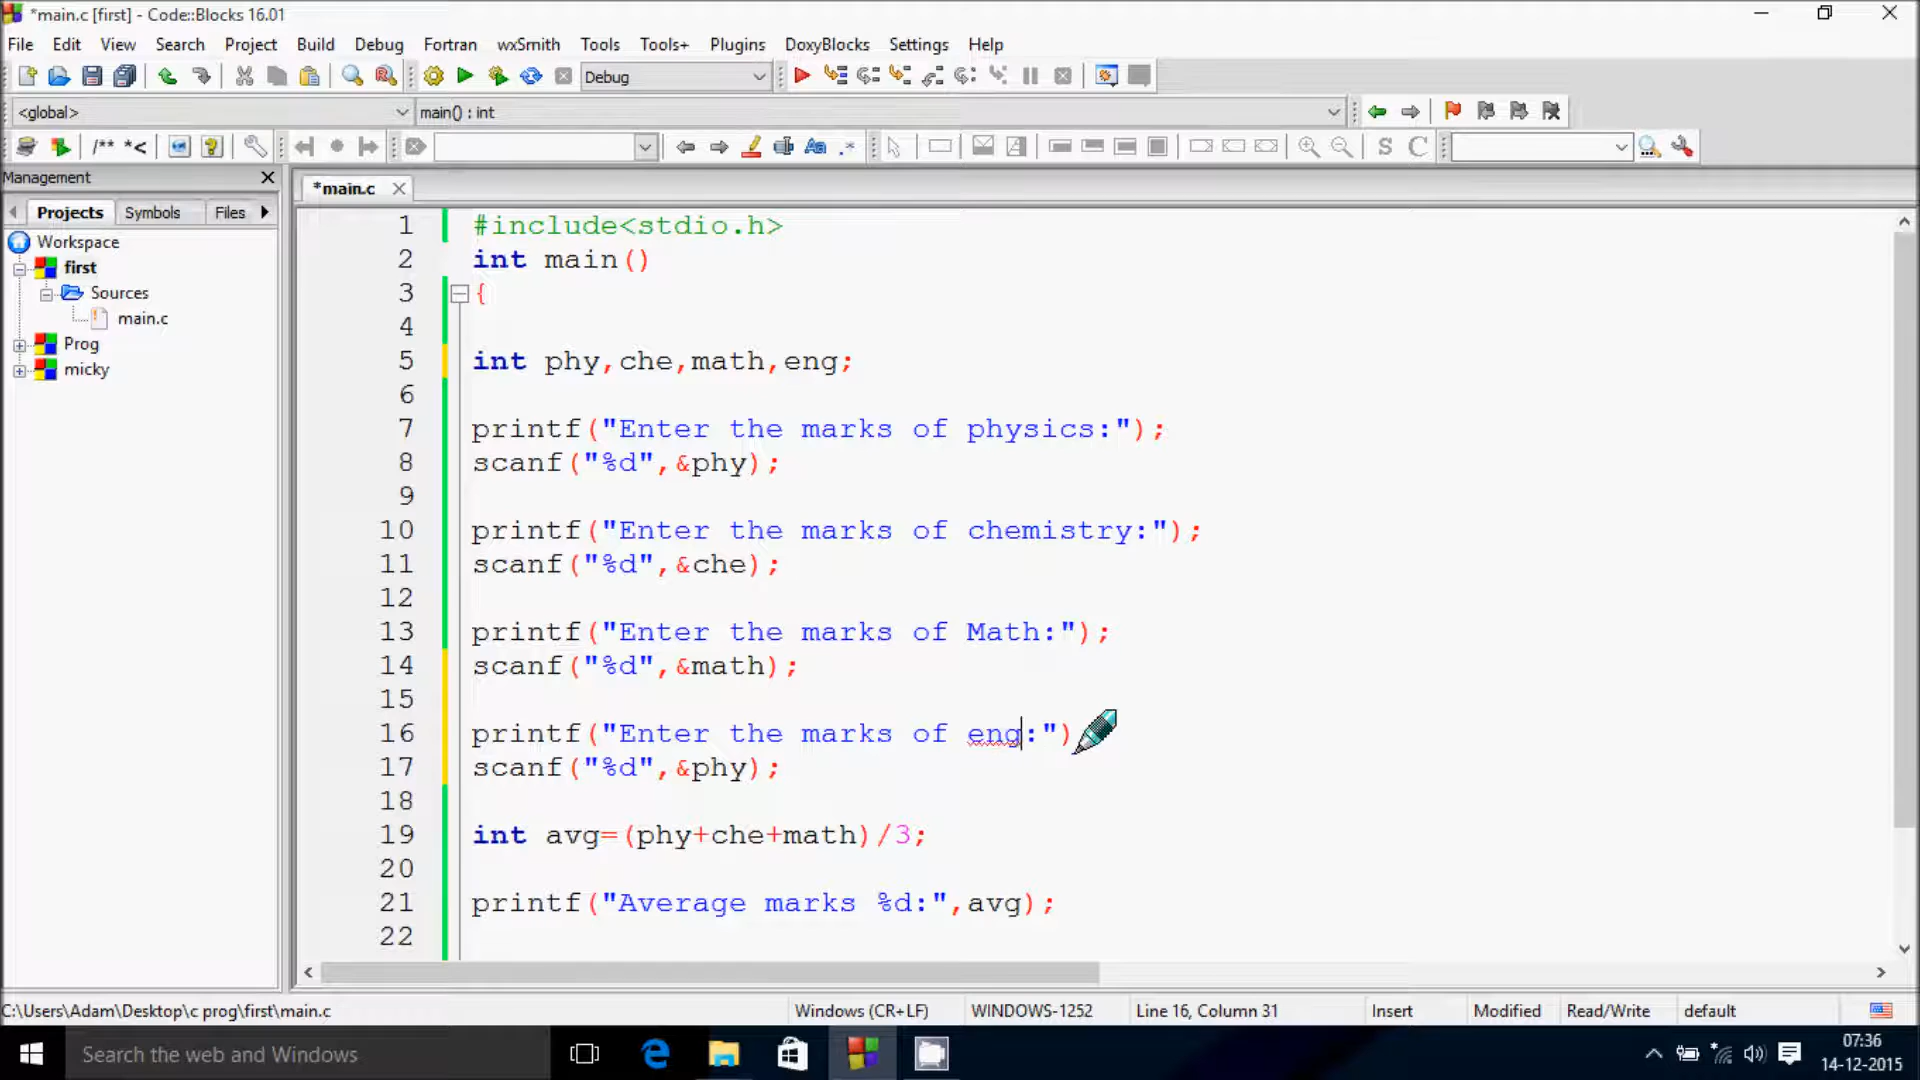 *main.c [first] - Code::Blocks 16.01
File Edit View Search Project Build Debug Fortran wxSmith Tools Tools+ Plugins DoxyBlocks Settings Help
Debug
<global> main() : int
/** *<
S C
Management
*main.c
Projects Symbols Files
Workspace
first
Sources
main.c
Prog
micky
1 #include<stdio.h>
2 int main()
3 {
4
5 int phy,che,math,eng;
6
7 printf("Enter the marks of physics:");
8 scanf("%d",&phy);
9
10 printf("Enter the marks of chemistry:");
11 scanf("%d",&che);
12
13 printf("Enter the marks of Math:");
14 scanf("%d",&math);
15
16 printf("Enter the marks of eng:")
17 scanf("%d",&phy);
18
19 int avg=(phy+che+math)/3;
20
21 printf("Average marks %d:",avg);
22
C:\Users\Adam\Desktop\c prog\first\main.c Windows (CR+LF) WINDOWS-1252 Line 16, Column 31 Insert Modified Read/Write default
Search the web and Windows
07:36
14-12-2015